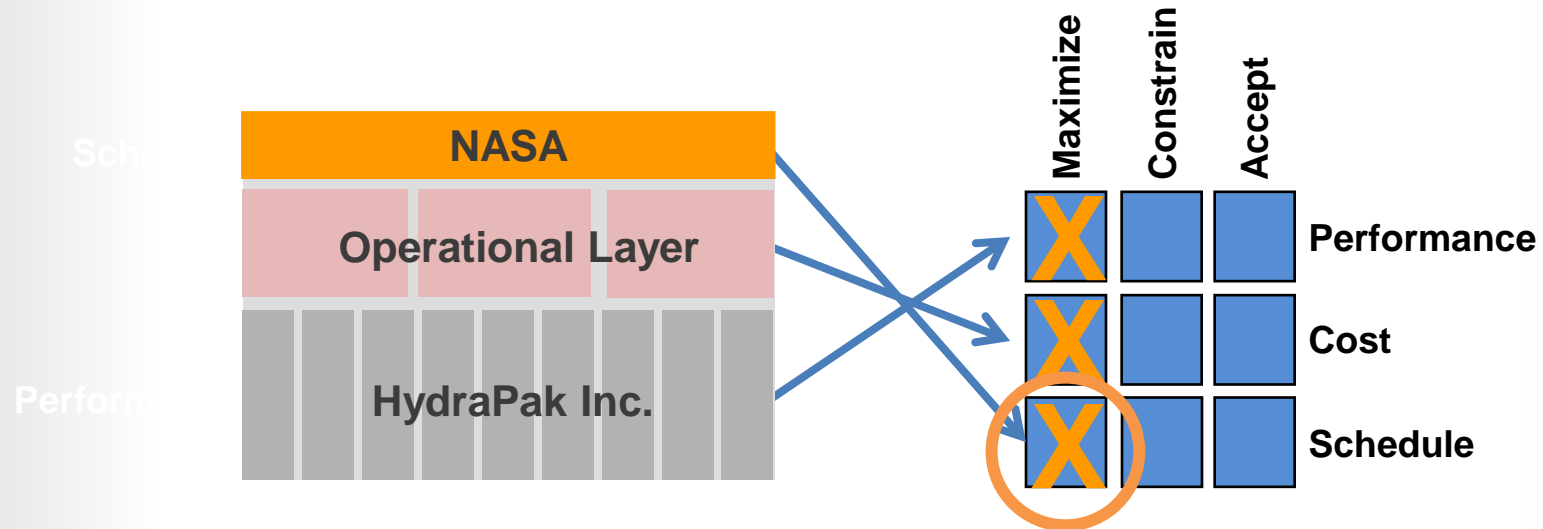 Maximize
Constrain
Accept
NASA
Operational Layer
HydraPak Inc.
X
Performance
X
Cost
X
Schedule